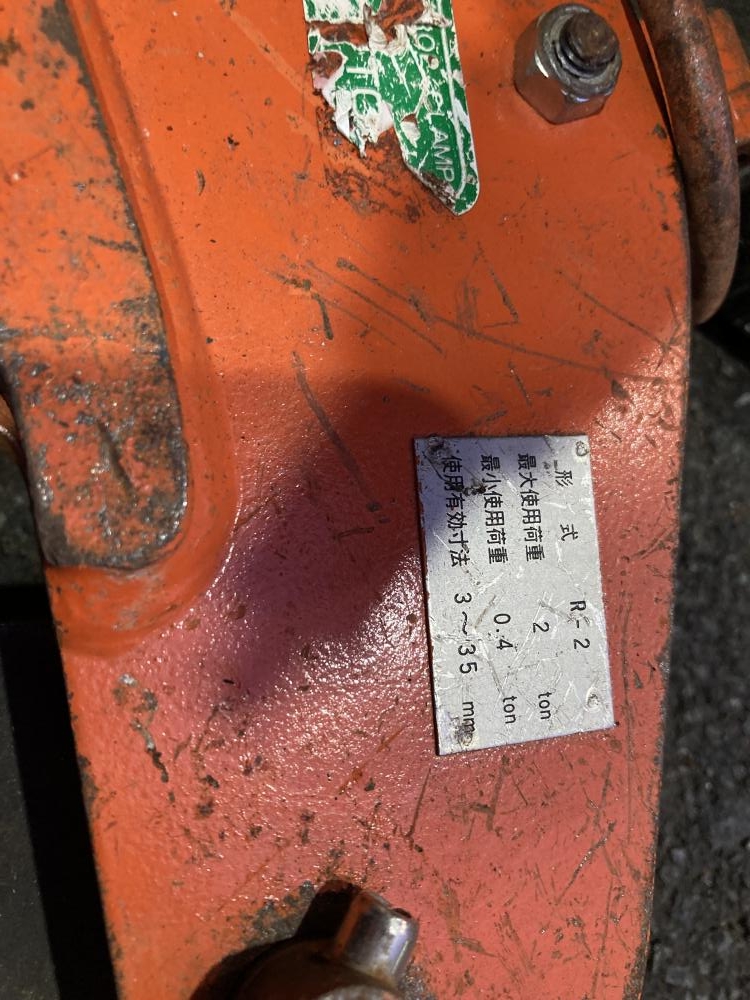 CLAMP
形 式 R-2
最大使用荷重 2 ton
最小使用荷重 0.4 ton
使用有効寸法 3～35 mm